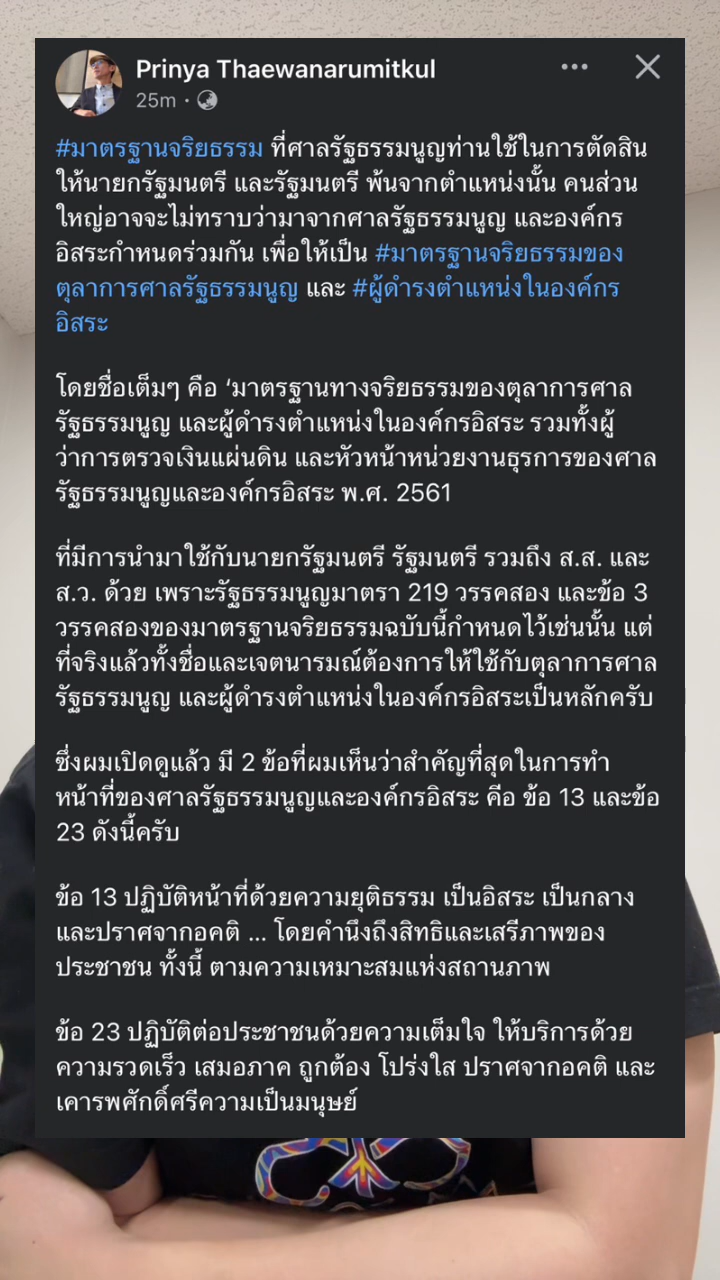 Prinya Thaewanarumitkul
25m
#มาตรฐานจริยธรรม ที่ศาลรัฐธรรมนูญท่านใช้ในการตัดสิน
ให้นายกรัฐมนตรี และรัฐมนตรี พ้นจากตำแหน่งนั้น คนส่วน
ใหญ่อาจจะไม่ทราบว่ามาจากศาลรัฐธรรมนูญ และองค์กร
อิสระกำหนดร่วมกัน เพื่อให้เป็น #มาตรฐานจริยธรรมของ
ตุลาการศาลรัฐธรรมนูญ และ #ผู้ดำรงตำแหน่งในองค์กร
อิสระ
โดยชื่อเต็มๆ คือ ‘มาตรฐานทางจริยธรรมของตุลาการศาล
รัฐธรรมนูญ และผู้ดำรงตำแหน่งในองค์กรอิสระ รวมทั้งผู้
ว่าการตรวจเงินแผ่นดิน และหัวหน้าหน่วยงานธุรการของศาล
รัฐธรรมนูญและองค์กรอิสระ พ.ศ. 2561
ที่มีการนำมาใช้กับนายกรัฐมนตรี รัฐมนตรี รวมถึง ส.ส. และ
ส.ว. ด้วย เพราะรัฐธรรมนูญมาตรา 219 วรรคสอง และข้อ 3
วรรคสองของมาตรฐานจริยธรรมฉบับนี้กำหนดไว้เช่นนั้น แต่
ที่จริงแล้วทั้งชื่อและเจตนารมณ์ต้องการให้ใช้กับตุลาการศาล
รัฐธรรมนูญ และผู้ดำรงตำแหน่งในองค์กรอิสระเป็นหลักครับ
ซึ่งผมเปิดดูแล้ว มี 2 ข้อที่ผมเห็นว่าสำคัญที่สุดในการทำ
หน้าที่ของศาลรัฐธรรมนูญและองค์กรอิสระ คือ ข้อ 13 และข้อ
23 ดังนี้ครับ
ข้อ 13 ปฏิบัติหน้าที่ด้วยความยุติธรรม เป็นอิสระ เป็นกลาง
และปราศจากอคติ ... โดยคำนึงถึงสิทธิและเสรีภาพของ
ประชาชน ทั้งนี้ ตามความเหมาะสมแห่งสถานภาพ
ข้อ 23 ปฏิบัติต่อประชาชนด้วยความเต็มใจ ให้บริการด้วย
ความรวดเร็ว เสมอภาค ถูกต้อง โปร่งใส ปราศจากอคติ และ
เคารพศักดิ์ศรีความเป็นมนุษย์